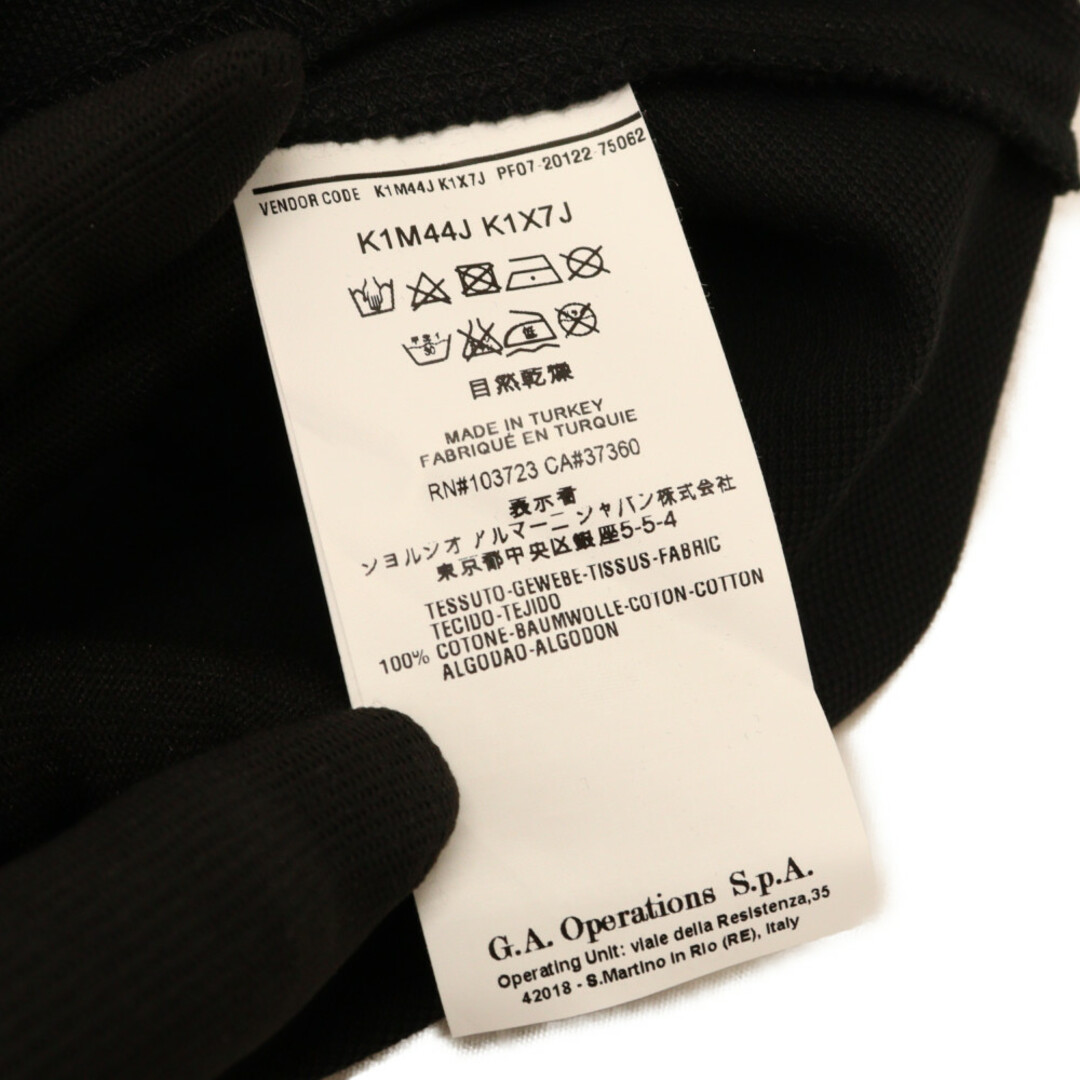 VENDOR CODE K1M44J K1X7J PF07-20122-75062
K1M44J K1X7J
自然乾燥
MADE IN TURKEY
FABRIQUÉ EN TURQUIE
RN#103723 CA#37360
表示者
ジョルジオ アルマーニ ジャパン株式会社
東京都中央区銀座5-5-4
TESSUTO-GEWEBE-TISSUS-FABRIC
TECIDO-TEJIDO
100% COTONE-BAUMWOLLE-COTON-COTTON
ALGODAO-ALGODON
G.A. Operations S.p.A.
Operating Unit: viale della Resistenza,35
42018 - S.Martino in Rio (RE), Italy